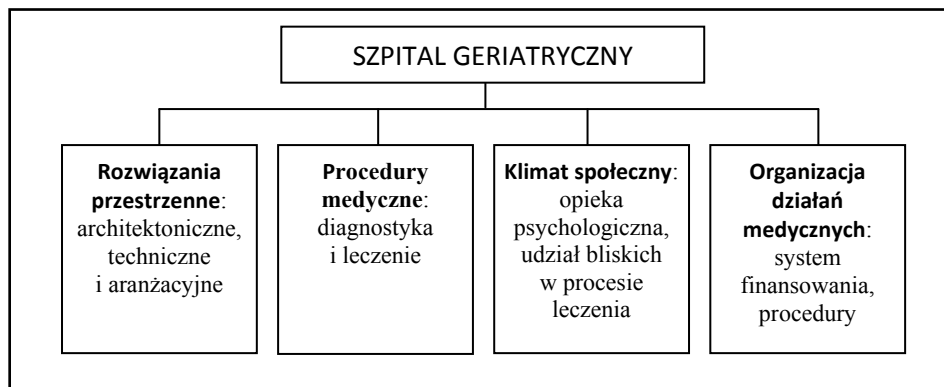 SZPITAL GERIATRYCZNY
Rozwiązania
przestrzenne:
architektoniczne,
techniczne
i aranżacyjne
Procedury
medyczne:
diagnostyka
i leczenie
Klimat społeczny:
opieka
psychologiczna,
udział bliskich
w procesie
leczenia
Organizacja
działań
medycznych:
system
finansowania,
procedury